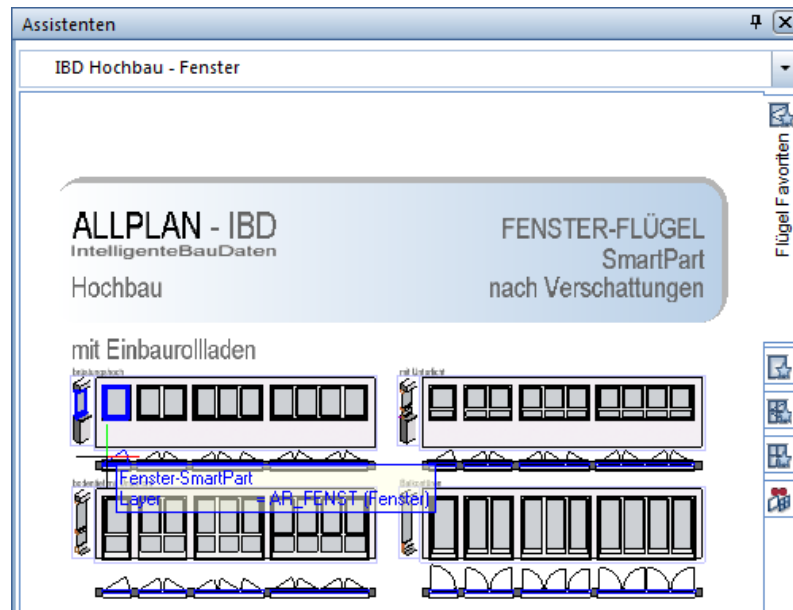 Assistenten
IBD Hochbau - Fenster
Flügel Favoriten
ALLPLAN - IBD
IntelligenteBauDaten
Hochbau
FENSTER-FLÜGEL
SmartPart
nach Verschattungen
mit Einbaurollladen
brüstungshoch
mit Unterlicht
Fenster-SmartPart
Layer = AR_FENST (Fenster)